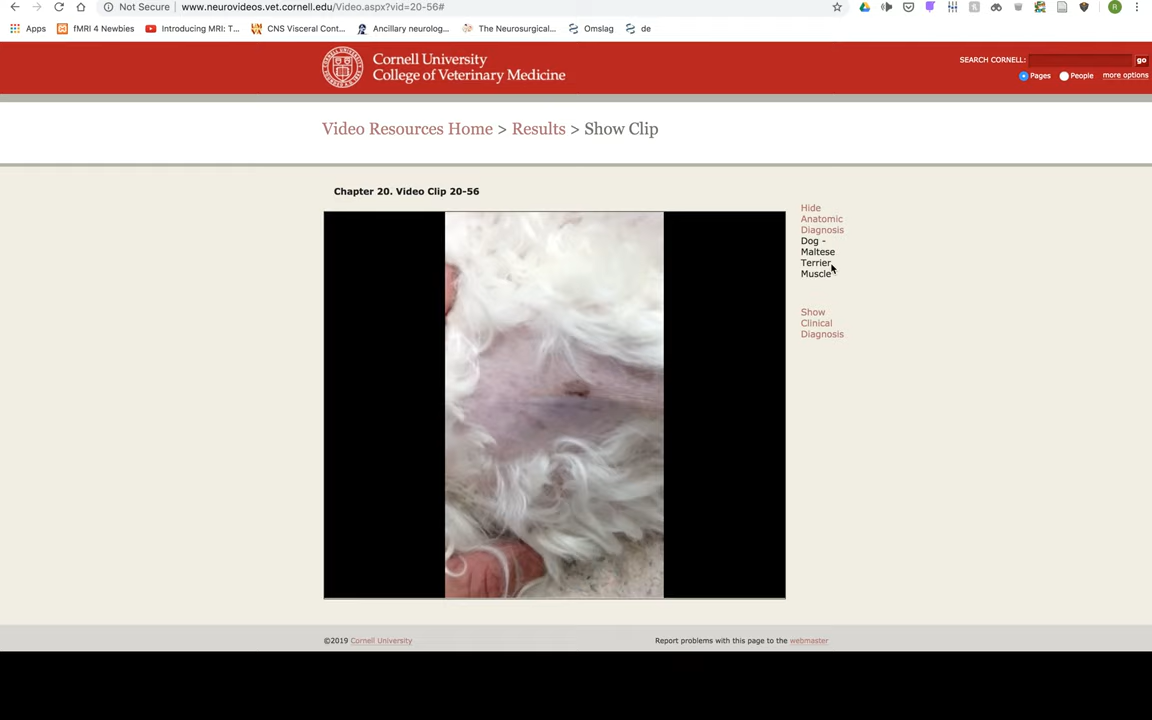 Not Secure www.neurovideos.vet.cornell.edu/Video.aspx?vid=20-56#
Apps fMRI 4 Newbies Introducing MRI: T... CNS Visceral Cont... Ancillary neurolog... The Neurosurgical... Omslag de
Cornell University
College of Veterinary Medicine
SEARCH CORNELL: go
Pages People more options
Video Resources Home > Results > Show Clip
Chapter 20. Video Clip 20-56
Hide
Anatomic
Diagnosis
Dog -
Maltese
Terrier
Muscle
Show
Clinical
Diagnosis
©2019 Cornell University Report problems with this page to the webmaster